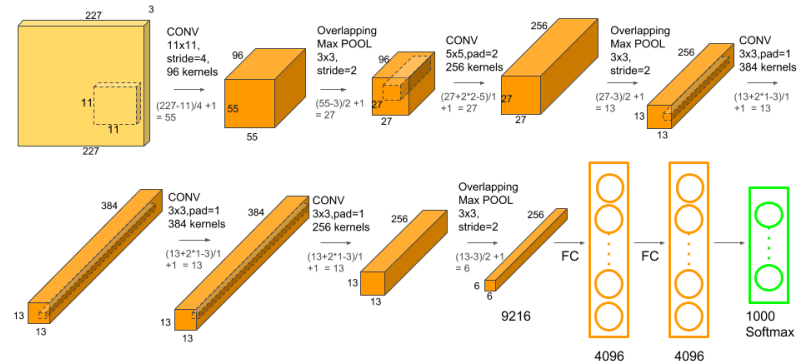 227
3
11
11
227
CONV
11x11,
stride=4,
96 kernels
(227-11)/4 +1
= 55
96
55
55
Overlapping
Max POOL
3x3,
stride=2
(55-3)/2 +1
= 27
96
27
27
CONV
5x5,pad=2
256 kernels
(27+2*2-5)/1
+1 = 27
256
27
27
Overlapping
Max POOL
3x3,
stride=2
(27-3)/2 +1
= 13
256
13
13
CONV
3x3,pad=1
384 kernels
(13+2*1-3)/1
+1 = 13
384
13
13
CONV
3x3,pad=1
384 kernels
(13+2*1-3)/1
+1 = 13
384
13
13
CONV
3x3,pad=1
256 kernels
(13+2*1-3)/1
+1 = 13
256
13
13
Overlapping
Max POOL
3x3,
stride=2
(13-3)/2 +1
= 6
256
6
6
9216
FC
4096
FC
4096
1000
Softmax